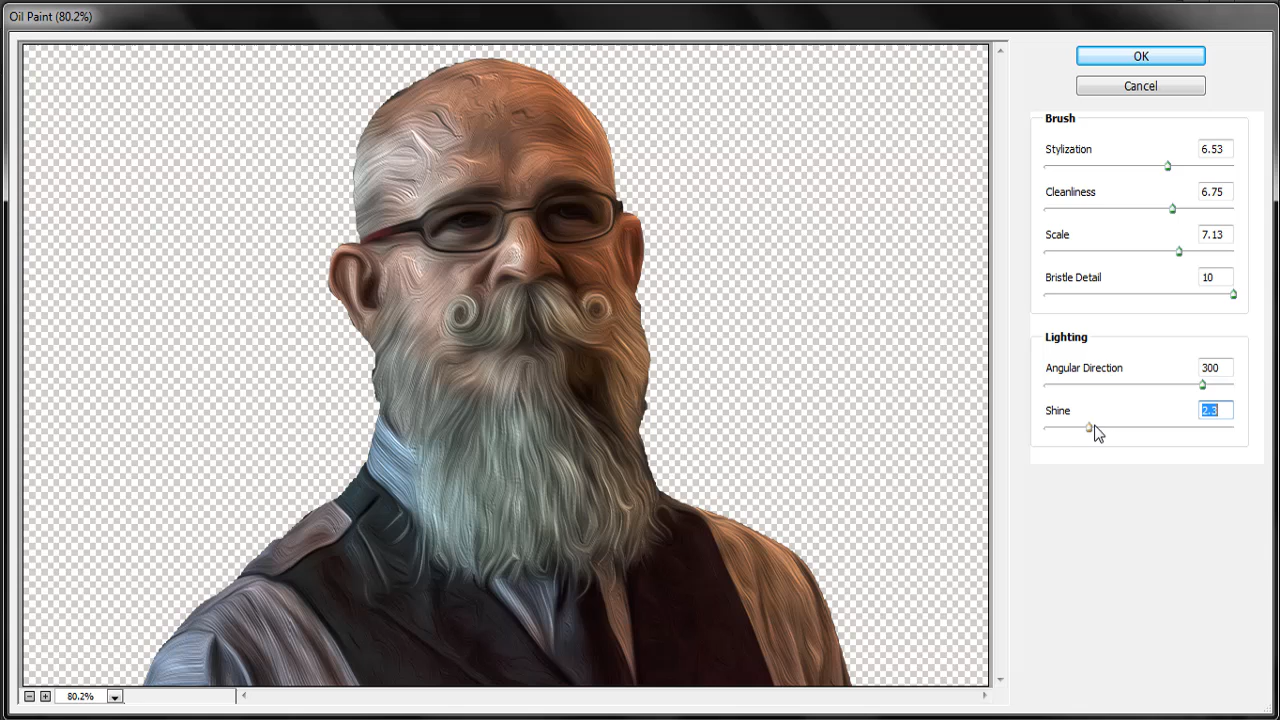 Oil Paint (80.2%)
OK
Cancel
Brush
Stylization 6.53
Cleanliness 6.75
Scale 7.13
Bristle Detail 10
Lighting
Angular Direction 300
Shine 2.3
80.2%